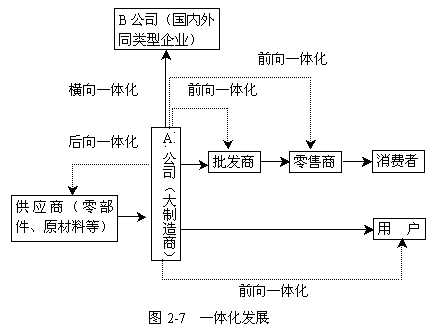 B 公司（国内外
同类型企业）
前向一体化
横向一体化
前向一体化
后向一体化
A
公司（大制造商）
批发商
零售商
消费者
供应商（零部
件、原材料等）
用 户
前向一体化
图 2-7 一体化发展